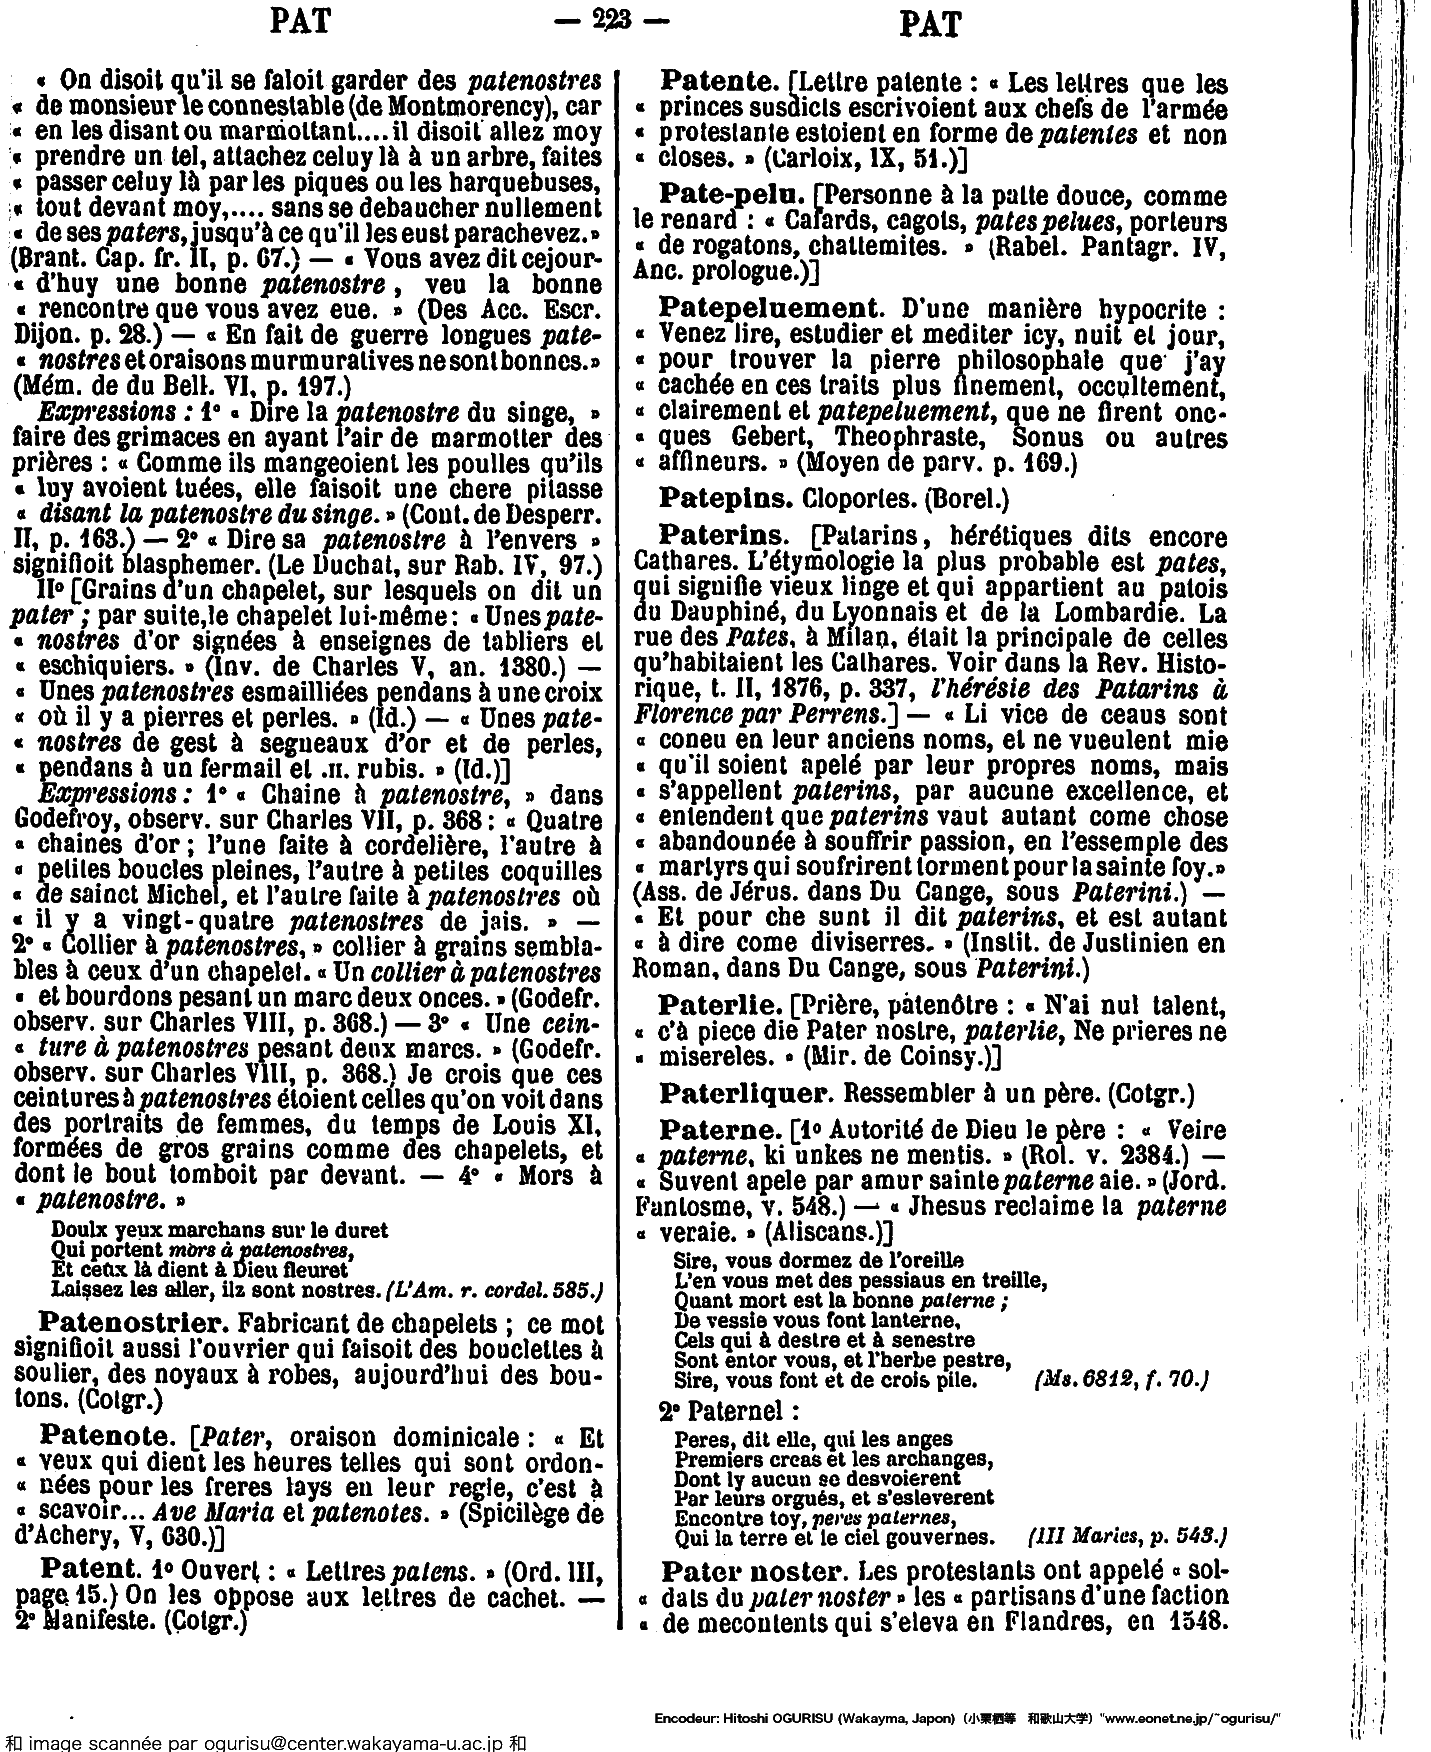 PAT — 223 — PAT
« On disoit qu'il se faloit garder des patenostres
« de monsieur le connestable (de Montmorency), car
« en les disant ou marmottant.... il disoit allez moy
« prendre un tel, attachez celuy là à un arbre, faites
« passer celuy là par les piques ou les harquebuses,
« tout devant moy,.... sans se debaucher nullement
« de ses paters, jusqu'à ce qu'il les eust parachevez. »
(Brant. Cap. fr. II, p. 67.) — « Vous avez dit cejour-
« d'huy une bonne patenostre, veu la bonne
« rencontre que vous avez eue. » (Des Acc. Escr.
Dijon. p. 28.) — « En fait de guerre longues pate-
« nostres et oraisons murmuratives ne sont bonnes. »
(Mém. de du Bell. VI, p. 197.)
Expressions : 1° « Dire la patenostre du singe, »
faire des grimaces en ayant l'air de marmotter des
prières : « Comme ils mangeoient les poulles qu'ils
« luy avoient tuées, elle faisoit une chere pitasse
« disant la patenostre du singe. » (Cont. de Desperr.
II, p. 163.) — 2° « Dire sa patenostre à l'envers »
signifioit blasphemer. (Le Duchat, sur Rab. IV, 97.)
II° [Grains d'un chapelet, sur lesquels on dit un
pater ; par suite, le chapelet lui-même : « Unes pate-
« nostres d'or signées à enseignes de tabliers et
« eschiquiers. » (Inv. de Charles V, an. 1380.) —
« Unes patenostres esmailliées pendans à une croix
« où il y a pierres et perles. » (Id.) — « Unes pate-
« nostres de gest à segneaux d'or et de perles,
« pendans à un fermail et .II. rubis. » (Id.)]
Expressions : 1° « Chaine à patenostre, » dans
Godefroy, observ. sur Charles VII, p. 368 : « Quatre
« chaines d'or ; l'une faite à cordelière, l'autre à
« petites boucles pleines, l'autre à petites coquilles
« de sainct Michel, et l'autre faite à patenostres où
« il y a vingt-quatre patenostres de jais. » —
2° « Collier à patenostres, » collier à grains sembla-
bles à ceux d'un chapelet. « Un collier à patenostres
« et bourdons pesant un marc deux onces. » (Godefr.
observ. sur Charles VIII, p. 368.) — 3° « Une cein-
« ture à patenostres pesant deux marcs. » (Godefr.
observ. sur Charles VIII, p. 368.) Je crois que ces
ceintures à patenostres étoient celles qu'on voit dans
des portraits de femmes, du temps de Louis XI,
formées de gros grains comme des chapelets, et
dont le bout tomboit par devant. — 4° « Mors à
« patenostre. »
Doulx yeux marchans sur le duret
Qui portent mors à patenostres,
Et ceux là dient à Dieu fleuret
Laissez les aller, ilz sont nostres. (L'Am. r. cordel. 585.)
Patenostrier. Fabricant de chapelets ; ce mot
signifioit aussi l'ouvrier qui faisoit des bouclettes à
soulier, des noyaux à robes, aujourd'hui des bou-
tons. (Cotgr.)
Patenote. [Pater, oraison dominicale : « Et
« veux qui dient les heures telles qui sont ordon-
« nées pour les freres lays en leur regle, c'est à
« scavoir... Ave Maria et patenotes. » (Spicilège de
d'Achery, V, 630.)]
Patent. 1° Ouvert : « Lettres patens. » (Ord. III,
page 15.) On les oppose aux lettres de cachet. —
2° Manifeste. (Cotgr.)
Patente. [Lettre patente : « Les lettres que les
« princes susdicts escrivoient aux chefs de l'armée
« protestante estoient en forme de patentes et non
« closes. » (Carloix, IX, 51.)]
Pate-pelu. [Personne à la patte douce, comme
le renard : « Cafards, cagots, pates pelues, porteurs
« de rogatons, chattemites. » (Rabel. Pantagr. IV,
Anc. prologue.)]
Patepeluement. D'une manière hypocrite :
« Venez lire, estudier et mediter icy, nuit et jour,
« pour trouver la pierre philosophale que j'ay
« cachée en ces traits plus finement, occultement,
« clairement et patepeluement, que ne firent onc-
« ques Gebert, Theophraste, Sonus ou autres
« affineurs. » (Moyen de parv. p. 169.)
Patepins. Cloportes. (Borel.)
Paterins. [Patarins, hérétiques dits encore
Cathares. L'étymologie la plus probable est pates,
qui signifie vieux linge et qui appartient au patois
du Dauphiné, du Lyonnais et de la Lombardie. La
rue des Pates, à Milan, était la principale de celles
qu'habitaient les Cathares. Voir dans la Rev. Histo-
rique, t. II, 1876, p. 337, l'hérésie des Patarins à
Florence par Perrens.] — « Li vice de ceaus sont
« coneu en leur anciens noms, et ne vueulent mie
« qu'il soient apelé par leur propres noms, mais
« s'appellent paterins, par aucune excellence, et
« entendent que paterins vaut autant come chose
« abandounée à souffrir passion, en l'essemple des
« martyrs qui soufrirent torment pour la sainte foy. »
(Ass. de Jérus. dans Du Cange, sous Paterini.) —
« Et pour che sunt il dit paterins, et est autant
« à dire come diviserres. » (Instit. de Justinien en
Roman, dans Du Cange, sous Paterini.)
Paterlie. [Prière, patenôtre : « N'ai nul talent,
« c'à piece die Pater nostre, paterlie, Ne prieres ne
« misereles. » (Mir. de Coinsy.)]
Paterliquer. Ressembler à un père. (Cotgr.)
Paterne. [1° Autorité de Dieu le père : « Veire
« paterne, ki unkes ne mentis. » (Rol. v. 2384.) —
« Suvent apele par amur sainte paterne aie. » (Jord.
Fantosme, v. 548.) — « Jhesus reclaime la paterne
« veraie. » (Aliscans.)]
Sire, vous dormez de l'oreille
L'en vous met des pessiaus en treille,
Quant mort est la bonne paterne ;
De vessie vous font lanterne,
Cels qui à destre et à senestre
Sont entor vous, et l'herbe pestre,
Sire, vous font et de crois pile. (Ms. 6812, f. 70.)
2° Paternel :
Peres, dit elle, qui les anges
Premiers creas et les archanges,
Dont ly aucun se desvoierent
Par leurs orgués, et s'esleverent
Encontre toy, peres paternes,
Qui la terre et le ciel gouvernes. (III Maries, p. 543.)
Pater noster. Les protestants ont appelé « sol-
« dats du pater noster » les « partisans d'une faction
« de mecontents qui s'eleva en Flandres, en 1548.
Encodeur: Hitoshi OGURISU (Wakayma, Japon) (小栗栖等 和歌山大学) "www.eonet.ne.jp/~ogurisu/"
和 image scannée par ogurisu@center.wakayama-u.ac.jp 和